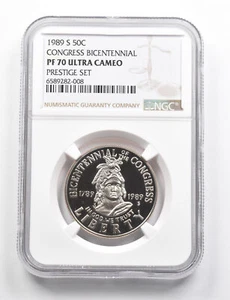 1989 S 50C
CONGRESS BICENTENNIAL
PF 70 ULTRA CAMEO
PRESTIGE SET
6589282-008
NUMISMATIC GUARANTY COMPANY
NGC
BICENTENNIAL OF THE CONGRESS
1789 1989
IN GOD WE TRUST
S
LIBERTY